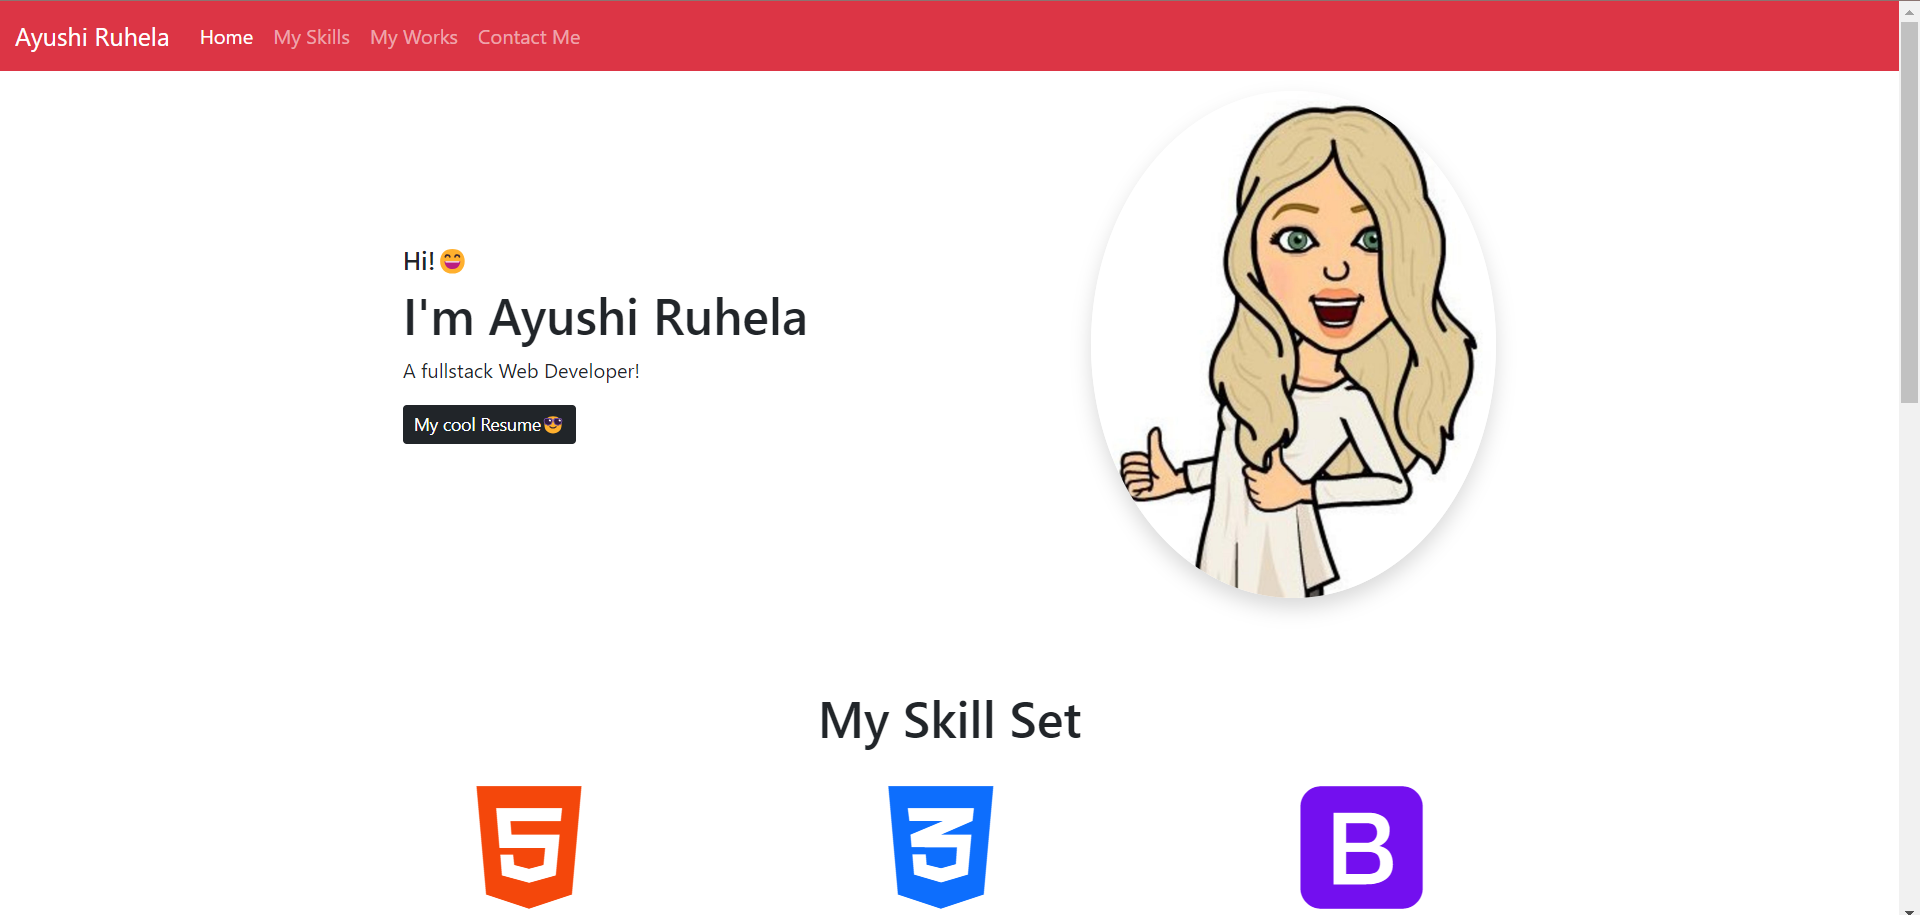 Ayushi Ruhela Home My Skills My Works Contact Me
Hi!😄
I'm Ayushi Ruhela
A fullstack Web Developer!
My cool Resume😎
My Skill Set
5 3 B